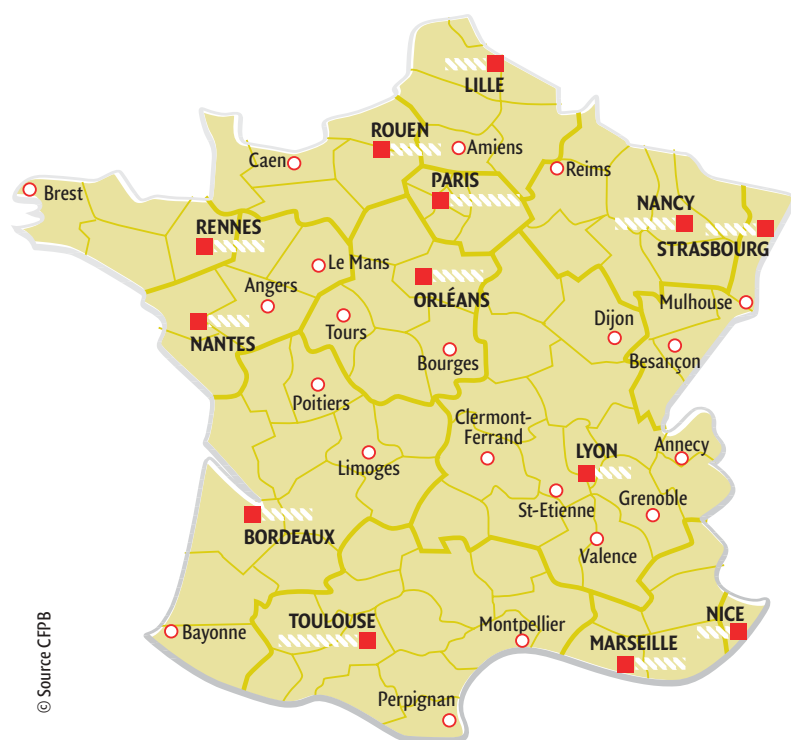 LILLE
ROUEN
Caen
Amiens
Reims
PARIS
Brest
NANCY
RENNES
STRASBOURG
Le Mans
Angers
ORLÉANS
Mulhouse
Dijon
Tours
NANTES
Bourges
Besançon
Poitiers
Clermont-
Ferrand
Annecy
LYON
Limoges
Grenoble
St-Etienne
BORDEAUX
Valence
NICE
TOULOUSE
Montpellier
Bayonne
MARSEILLE
Perpignan
© Source CFPB